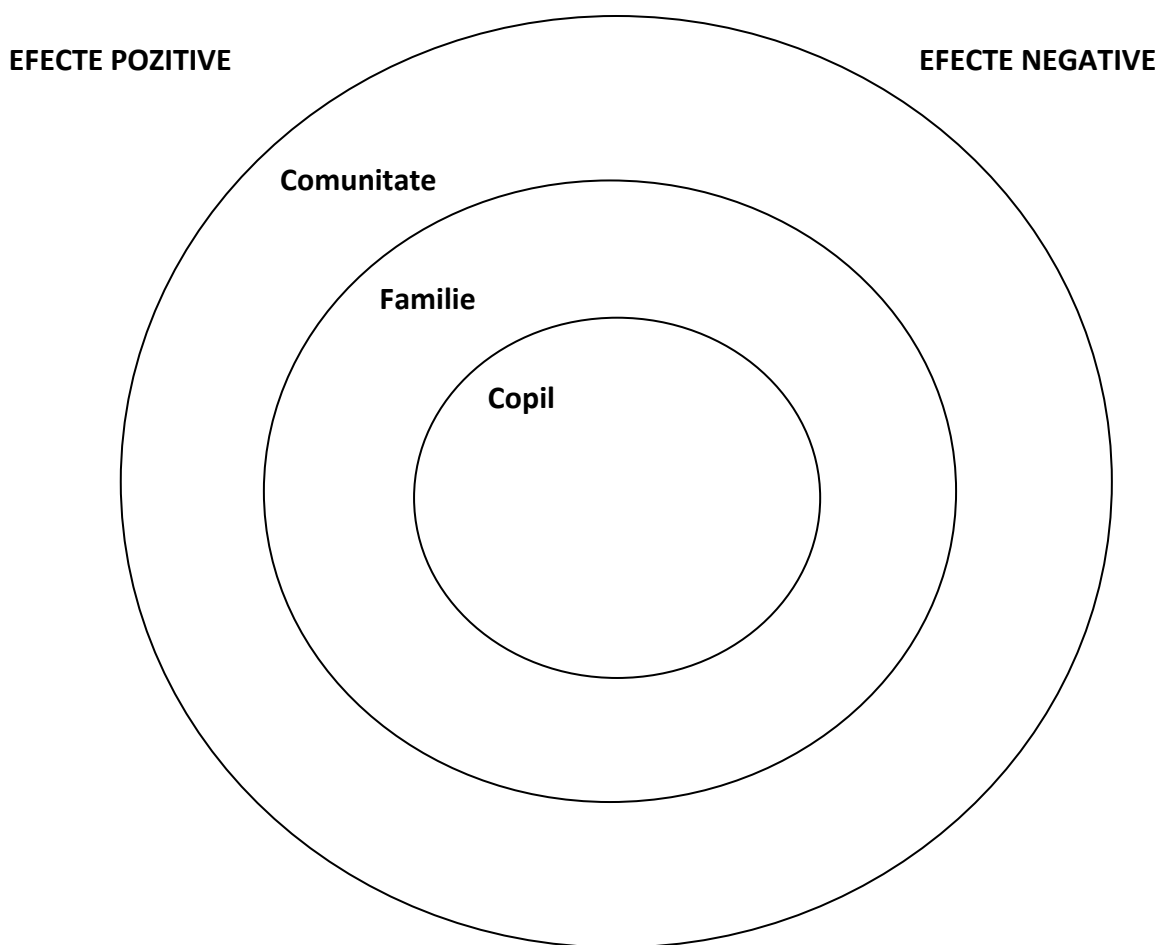 EFECTE POZITIVE
EFECTE NEGATIVE
Comunitate
Familie
Copil